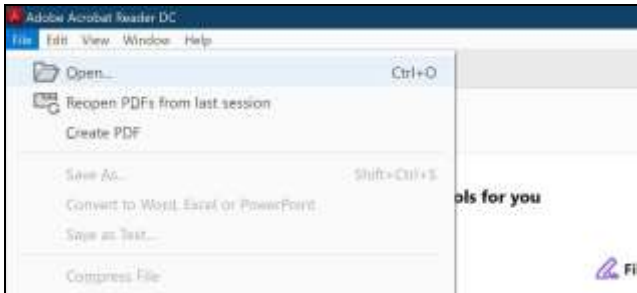 Adobe Acrobat Reader DC
File Edit View Window Help
Open... Ctrl+O
Reopen PDFs from last session
Create PDF
Save As... Shift+Ctrl+S
Convert to Word, Excel or PowerPoint
Save as Text...
Compress File
ols for you
Fi